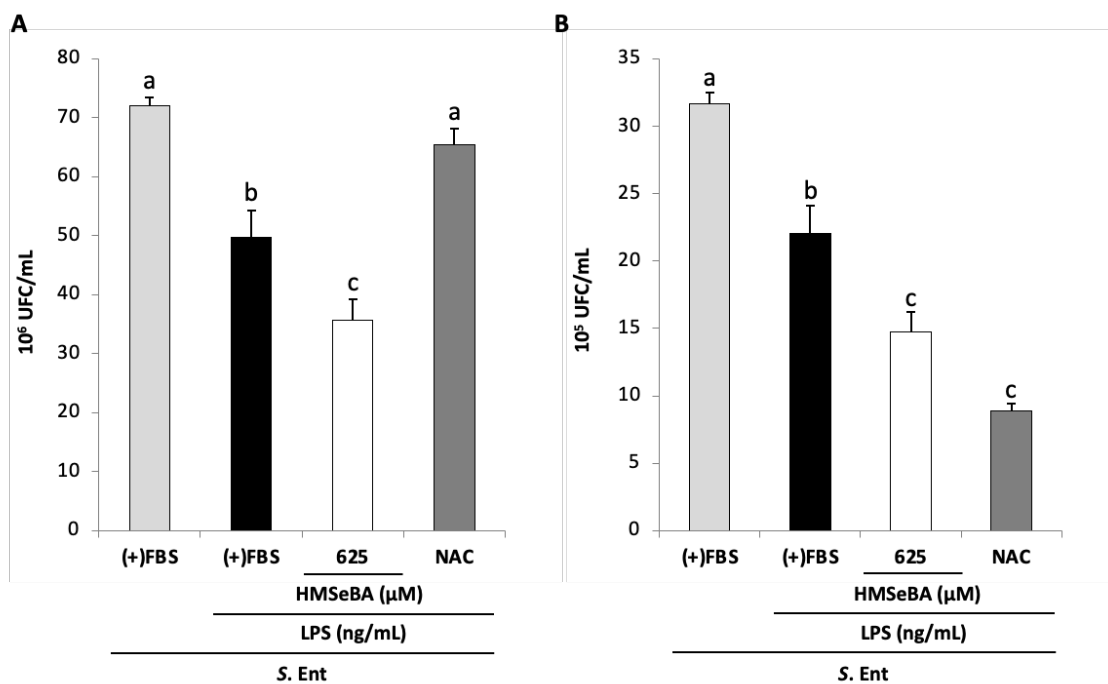 A
80
70
60
50
40
30
20
10
0
10⁶ UFC/mL
a
b
c
a
(+)FBS (+)FBS 625 NAC
HMSeBA (µM)
LPS (ng/mL)
S. Ent
B
35
30
25
20
15
10
5
0
10⁵ UFC/mL
a
b
c
c
(+)FBS (+)FBS 625 NAC
HMSeBA (µM)
LPS (ng/mL)
S. Ent